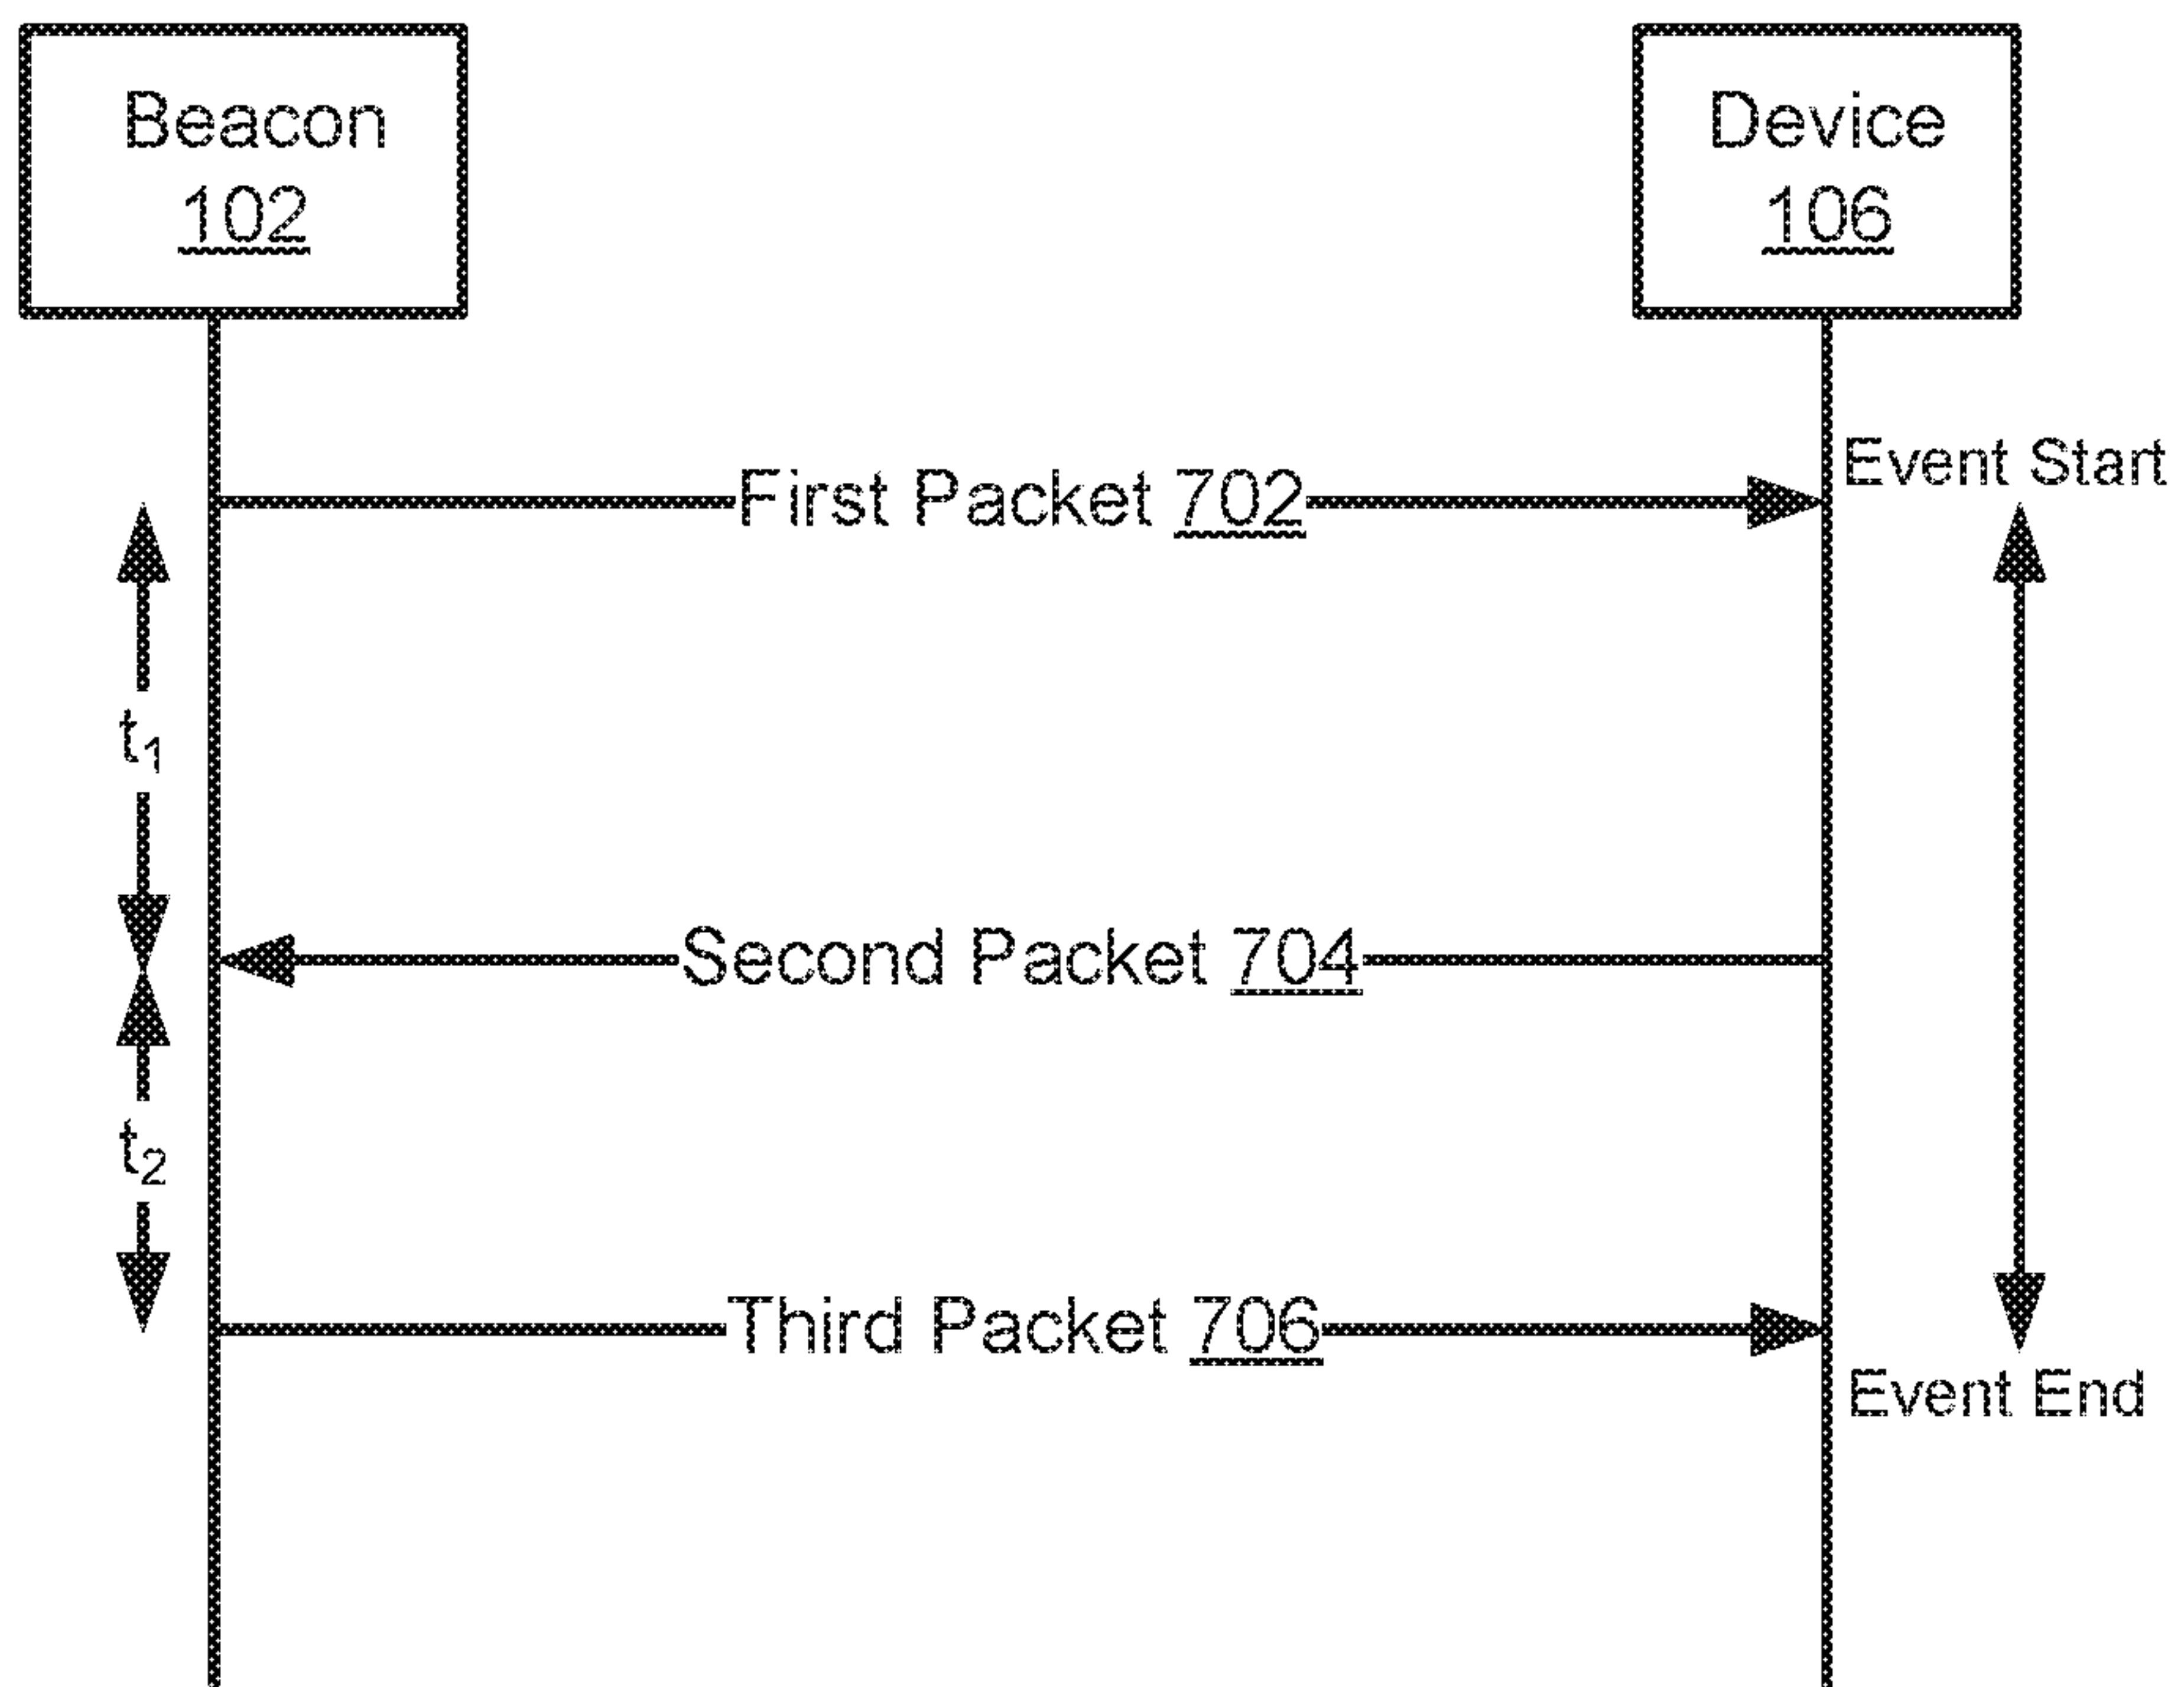 Beacon
102
Device
106
Event Start
First Packet 702
t₁
Second Packet 704
t₂
Third Packet 706
Event End